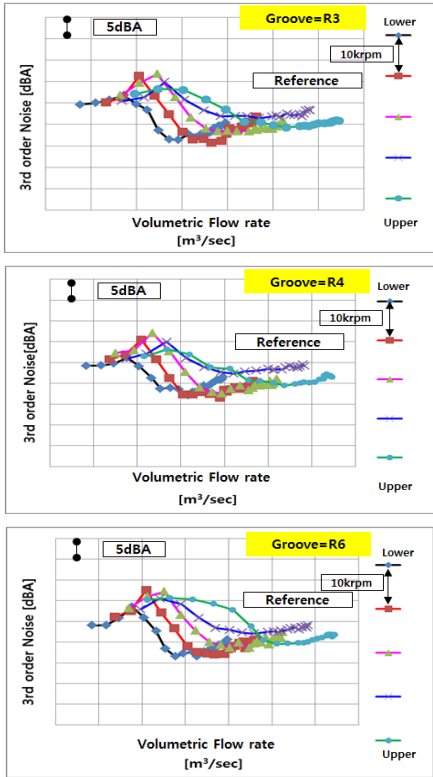 Groove=R3
Lower
5dBA
10krpm
Reference
3rd order Noise [dBA]
Volumetric Flow rate
[m³/sec]
Upper
Groove=R4
Lower
5dBA
10krpm
Reference
3rd order Noise[dBA]
Volumetric Flow rate
[m³/sec]
Upper
Groove=R6
Lower
5dBA
10krpm
Reference
3rd order Noise [dBA]
Volumetric Flow rate
[m³/sec]
Upper